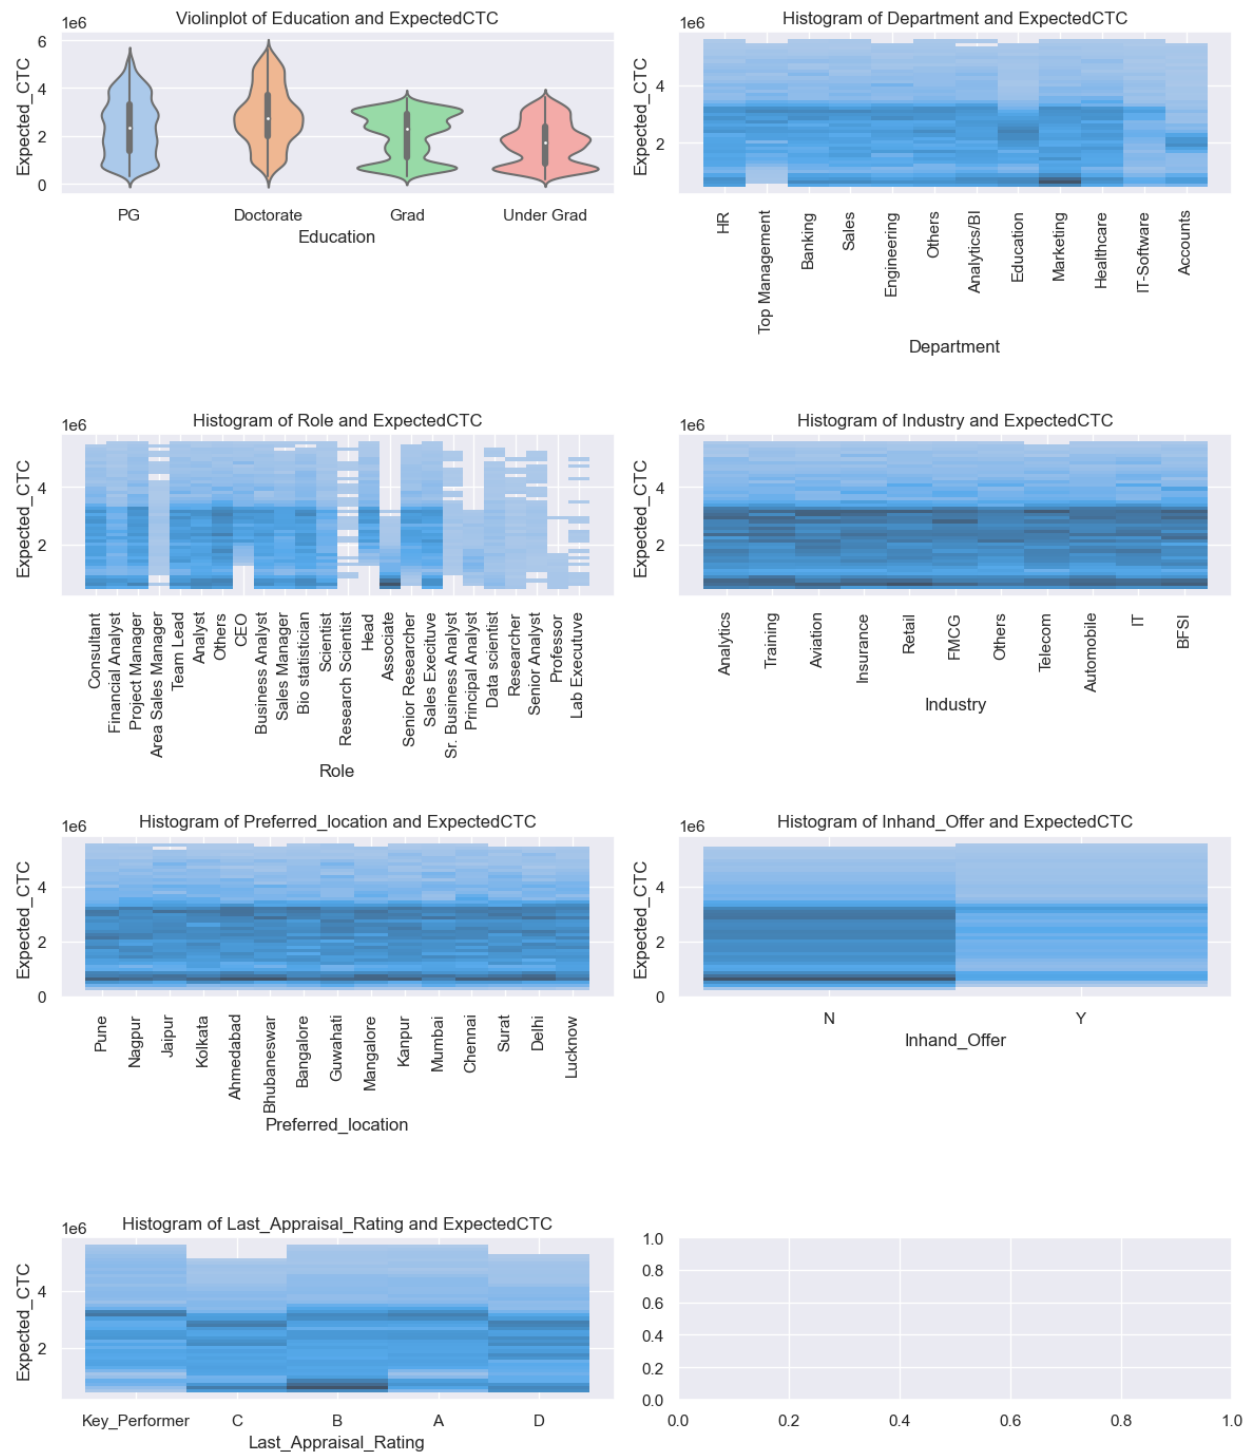 Violinplot of Education and ExpectedCTC
1e6
6
4
2
0
Expected_CTC
PG
Doctorate
Grad
Under Grad
Education
Histogram of Department and ExpectedCTC
1e6
4
2
Expected_CTC
HR
Top Management
Banking
Sales
Engineering
Others
Analytics/BI
Education
Marketing
Healthcare
IT-Software
Accounts
Department
Histogram of Role and ExpectedCTC
1e6
4
2
Expected_CTC
Consultant
Financial Analyst
Project Manager
Area Sales Manager
Team Lead
Analyst
Others
CEO
Business Analyst
Sales Manager
Bio statistician
Scientist
Research Scientist
Head
Associate
Senior Researcher
Sales Execituve
Sr. Business Analyst
Principal Analyst
Data scientist
Researcher
Senior Analyst
Professor
Lab Executuve
Role
Histogram of Industry and ExpectedCTC
1e6
4
2
Expected_CTC
Analytics
Training
Aviation
Insurance
Retail
FMCG
Others
Telecom
Automobile
IT
BFSI
Industry
Histogram of Preferred_location and ExpectedCTC
1e6
4
2
0
Expected_CTC
Pune
Nagpur
Jaipur
Kolkata
Ahmedabad
Bhubaneswar
Bangalore
Guwahati
Mangalore
Kanpur
Mumbai
Chennai
Surat
Delhi
Lucknow
Preferred_location
Histogram of Inhand_Offer and ExpectedCTC
1e6
4
2
0
Expected_CTC
N
Y
Inhand_Offer
Histogram of Last_Appraisal_Rating and ExpectedCTC
1e6
4
2
Expected_CTC
Key_Performer
C
B
A
D
Last_Appraisal_Rating
1.0
0.8
0.6
0.4
0.2
0.0
0.0
0.2
0.4
0.6
0.8
1.0